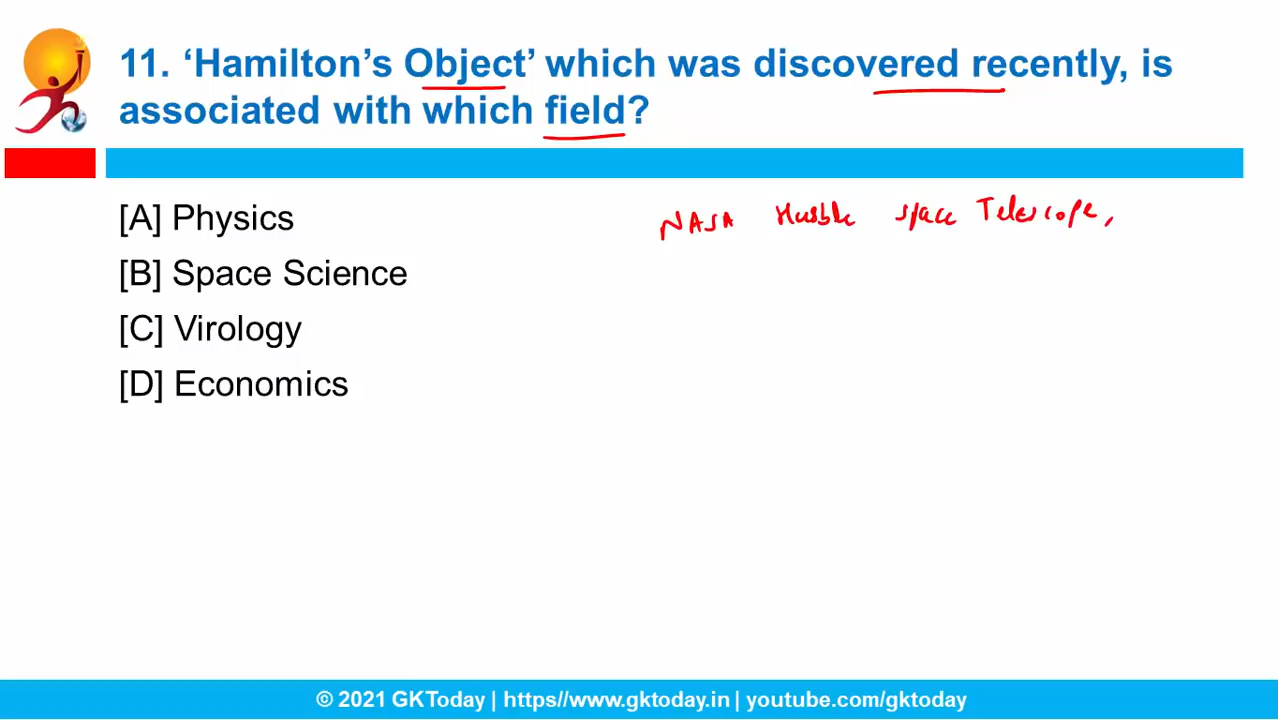 11. ‘Hamilton’s Object’ which was discovered recently, is
associated with which field?
[A] Physics
NASA Hubble Space Telescope,
[B] Space Science
[C] Virology
[D] Economics
© 2021 GKToday | https//www.gktoday.in | youtube.com/gktoday